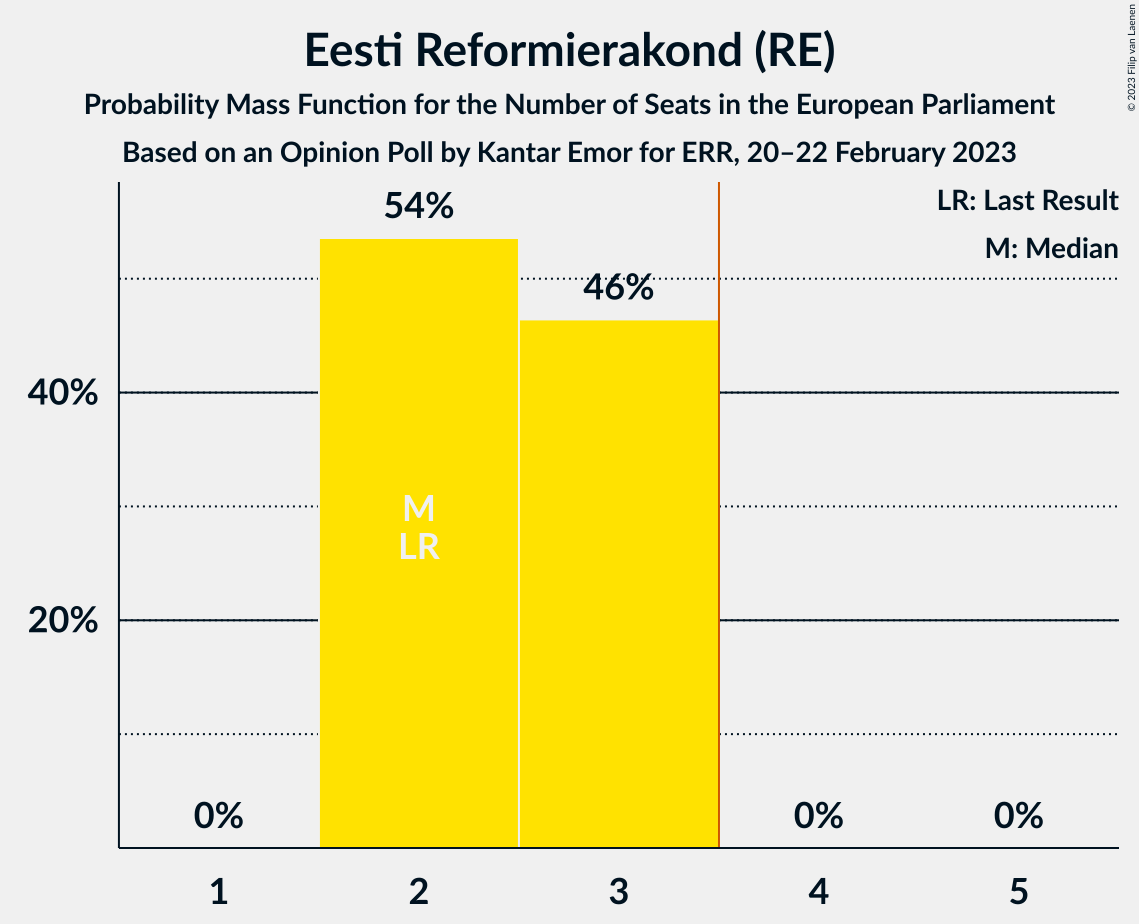 Eesti Reformierakond (RE)
Probability Mass Function for the Number of Seats in the European Parliament
Based on an Opinion Poll by Kantar Emor for ERR, 20–22 February 2023
© 2023 Filip van Laenen
LR: Last Result
M: Median
54%
46%
40%
20%
M
LR
0%
0%
0%
1
2
3
4
5